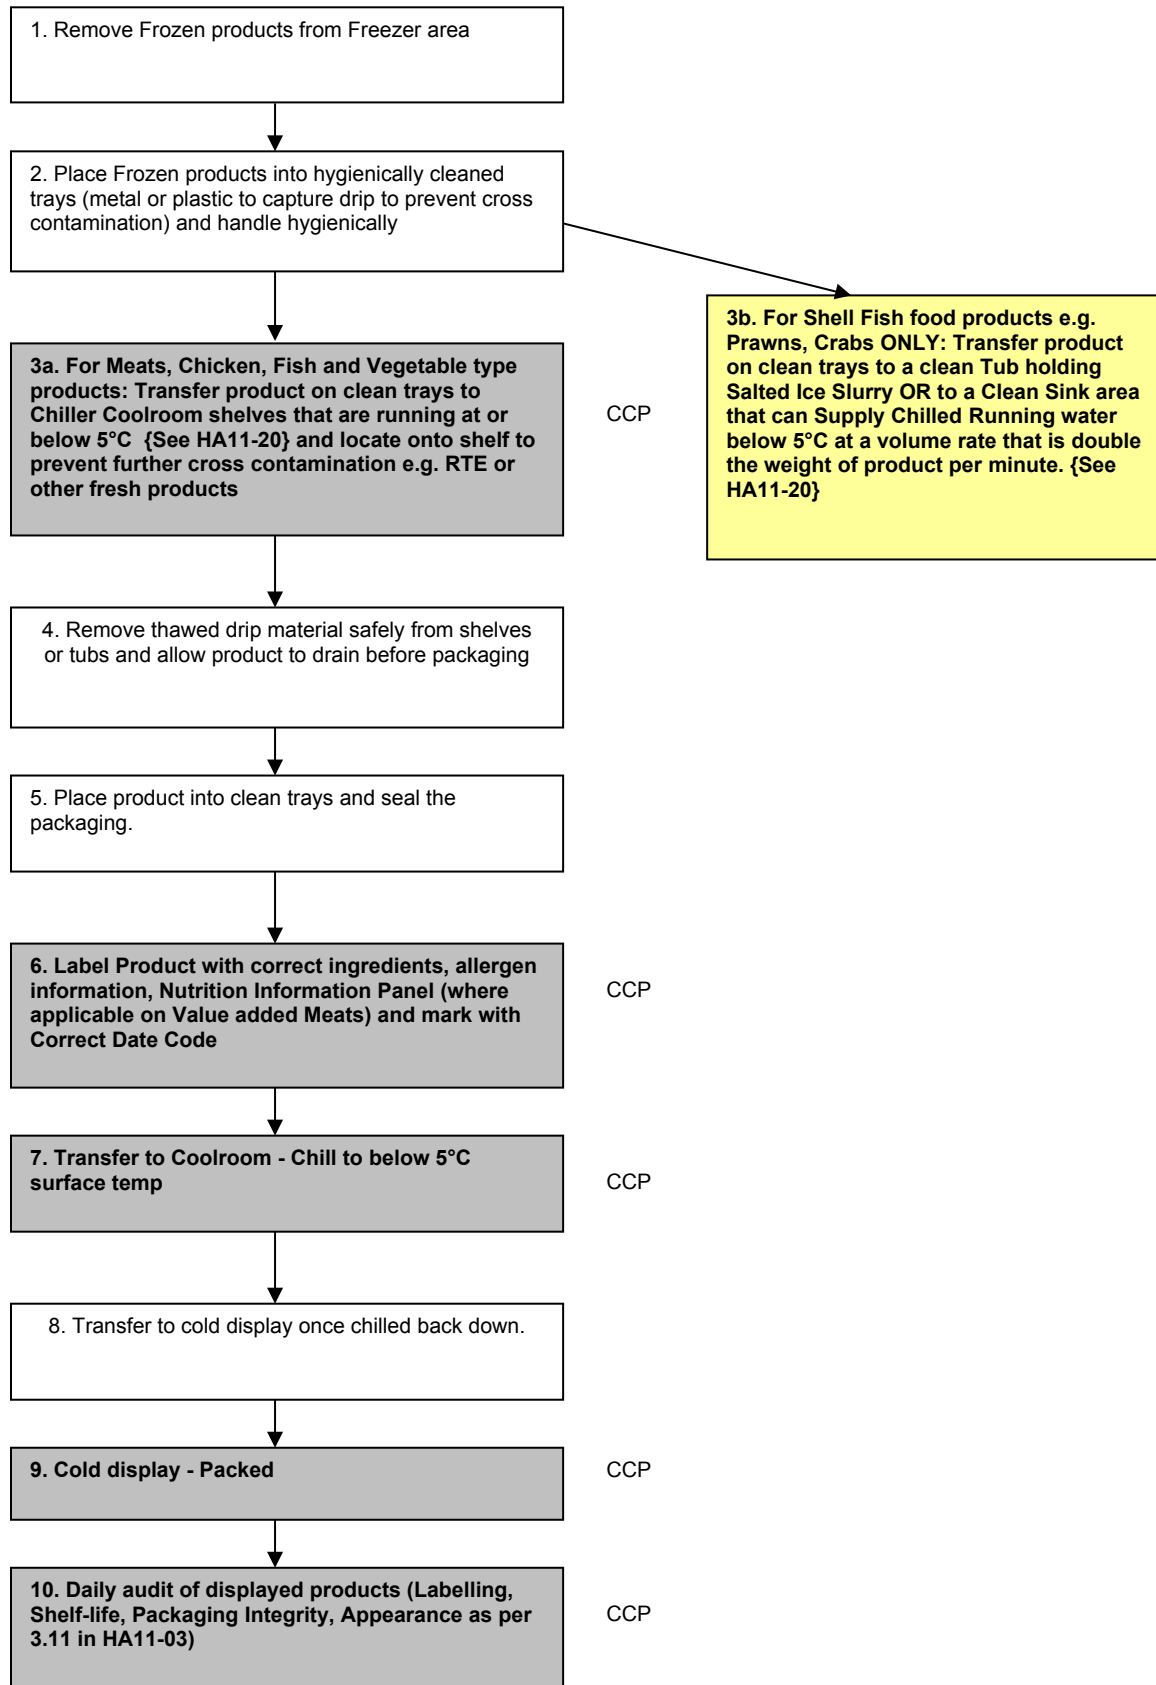 1. Remove Frozen products from Freezer area
2. Place Frozen products into hygienically cleaned
trays (metal or plastic to capture drip to prevent cross
contamination) and handle hygienically
3a. For Meats, Chicken, Fish and Vegetable type
products: Transfer product on clean trays to
Chiller Coolroom shelves that are running at or
below 5°C  {See HA11-20} and locate onto shelf to
prevent further cross contamination e.g. RTE or
other fresh products
CCP
3b. For Shell Fish food products e.g.
Prawns, Crabs ONLY: Transfer product
on clean trays to a clean Tub holding
Salted Ice Slurry OR to a Clean Sink area
that can Supply Chilled Running water
below 5°C at a volume rate that is double
the weight of product per minute. {See
HA11-20}
4. Remove thawed drip material safely from shelves
or tubs and allow product to drain before packaging
5. Place product into clean trays and seal the
packaging.
6. Label Product with correct ingredients, allergen
information, Nutrition Information Panel (where
applicable on Value added Meats) and mark with
Correct Date Code
CCP
7. Transfer to Coolroom - Chill to below 5°C
surface temp
CCP
8. Transfer to cold display once chilled back down.
9. Cold display - Packed
CCP
10. Daily audit of displayed products (Labelling,
Shelf-life, Packaging Integrity, Appearance as per
3.11 in HA11-03)
CCP